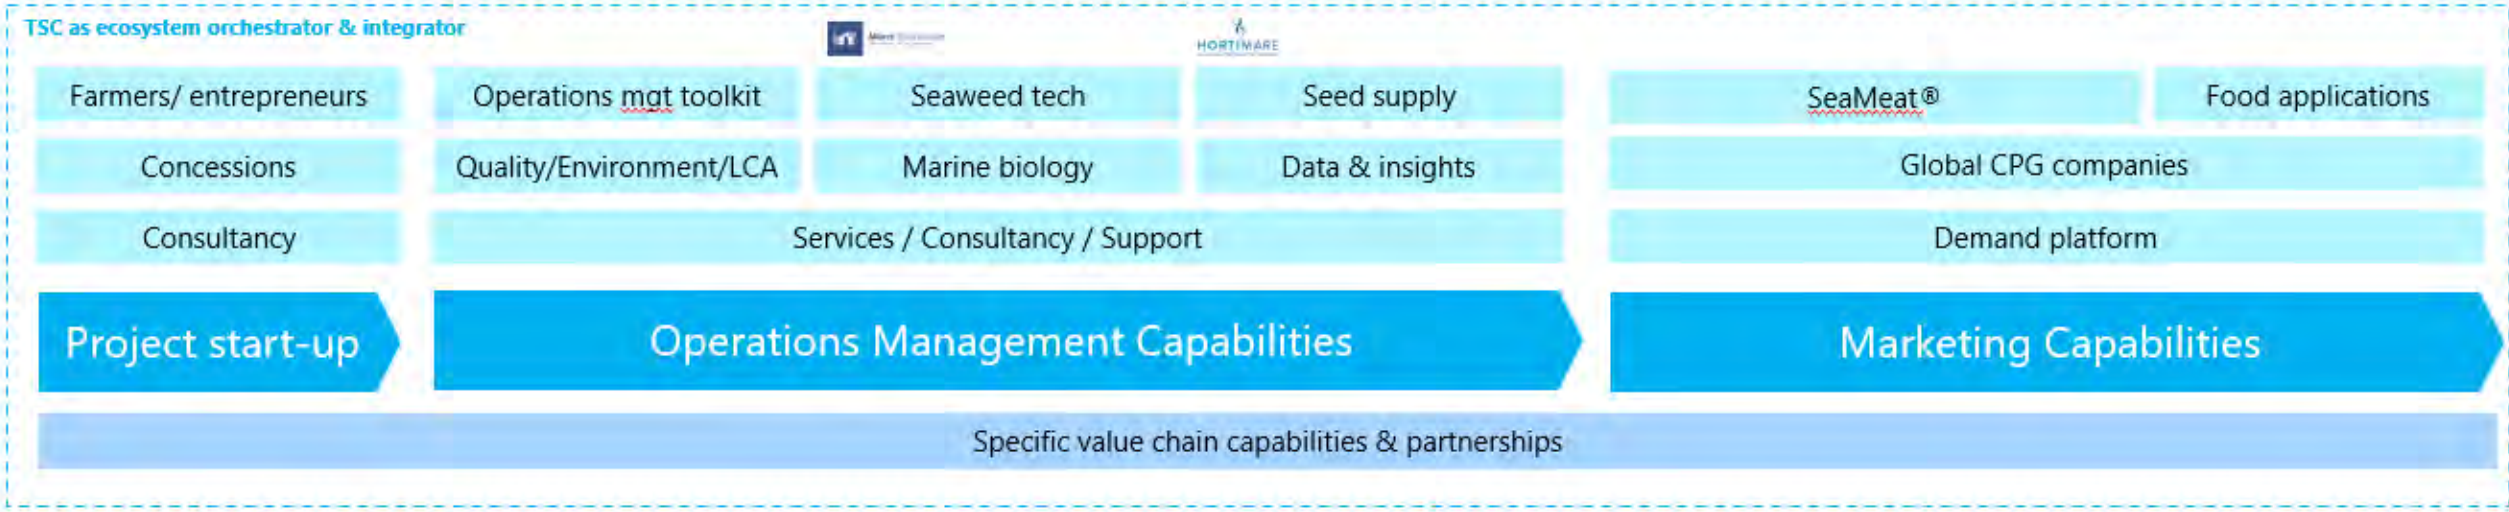 TSC as ecosystem orchestrator & integrator
HORTIMARE
Farmers/ entrepreneurs
Operations mgt toolkit
Seaweed tech
Seed supply
SeaMeat®
Food applications
Concessions
Quality/Environment/LCA
Marine biology
Data & insights
Global CPG companies
Consultancy
Services / Consultancy / Support
Demand platform
Project start-up
Operations Management Capabilities
Marketing Capabilities
Specific value chain capabilities & partnerships